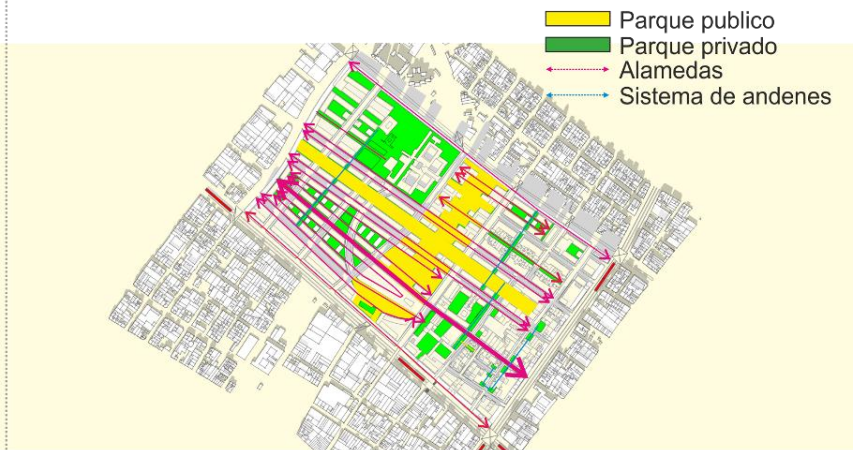 Parque publico
Parque privado
Alamedas
Sistema de andenes